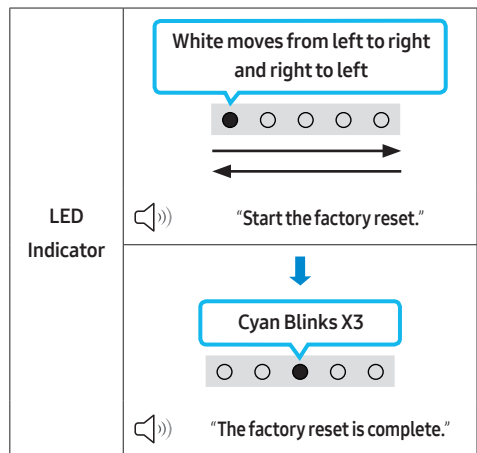 White moves from left to right
and right to left
LED
Indicator
“Start the factory reset.”
Cyan Blinks X3
“The factory reset is complete.”